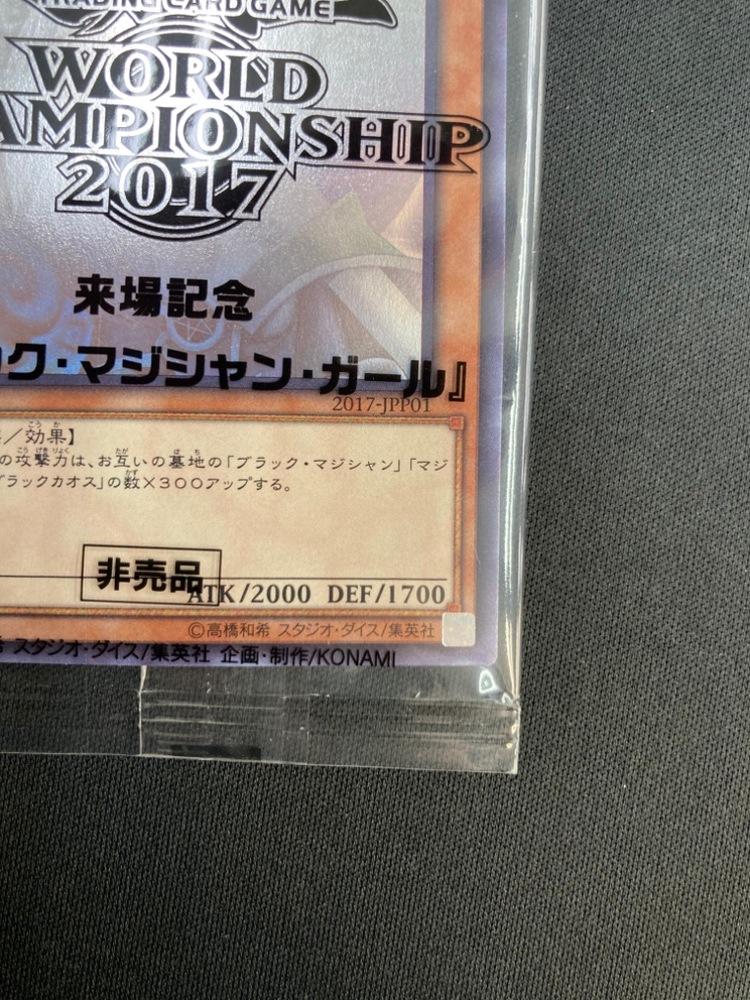 TRADING CARD GAME
WORLD
AMPIONSHIP
2017
来場記念
ク・マジシャン・ガール』
2017-JPP01
/効果】
の攻撃力は、お互いの墓地の「ブラック・マジシャン」「マジ
ブラックカオス」の数×300アップする。
非売品
ATK/2000 DEF/1700
©高橋和希 スタジオ・ダイス/集英社
スタジオ・ダイス/集英社 企画・制作/KONAMI